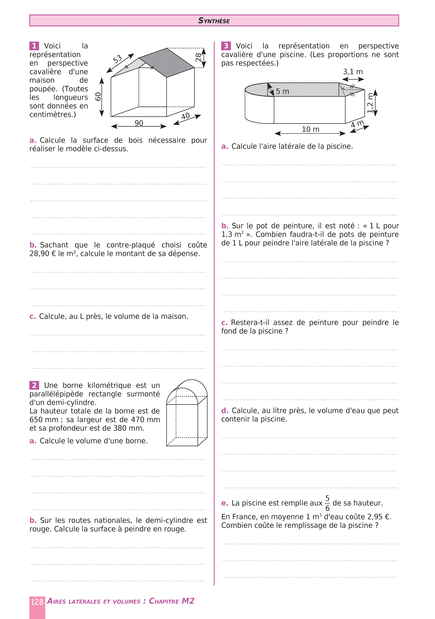 SYNTHÈSE
1 Voici la
représentation
en perspective
cavalière d'une
maison de
poupée. (Toutes
les longueurs
sont données en
centimètres.)
53
28
60
90
40
a. Calcule la surface de bois nécessaire pour
réaliser le modèle ci-dessus.
b. Sachant que le contre-plaqué choisi coûte
28,90 € le m², calcule le montant de sa dépense.
c. Calcule, au L près, le volume de la maison.
2 Une borne kilométrique est un
parallélépipède rectangle surmonté
d'un demi-cylindre.
La hauteur totale de la borne est de
650 mm ; sa largeur est de 470 mm
et sa profondeur est de 380 mm.
a. Calcule le volume d'une borne.
b. Sur les routes nationales, le demi-cylindre est
rouge. Calcule la surface à peindre en rouge.
3 Voici la représentation en perspective
cavalière d'une piscine. (Les proportions ne sont
pas respectées.)
3,1 m
5 m
1,2 m
10 m
4 m
a. Calcule l'aire latérale de la piscine.
b. Sur le pot de peinture, il est noté : « 1 L pour
1,3 m² ». Combien faudra-t-il de pots de peinture
de 1 L pour peindre l'aire latérale de la piscine ?
c. Restera-t-il assez de peinture pour peindre le
fond de la piscine ?
d. Calcule, au litre près, le volume d'eau que peut
contenir la piscine.
e. La piscine est remplie aux 5/6 de sa hauteur.
En France, en moyenne 1 m³ d'eau coûte 2,95 €.
Combien coûte le remplissage de la piscine ?
128 AIRES LATÉRALES ET VOLUMES : CHAPITRE M2